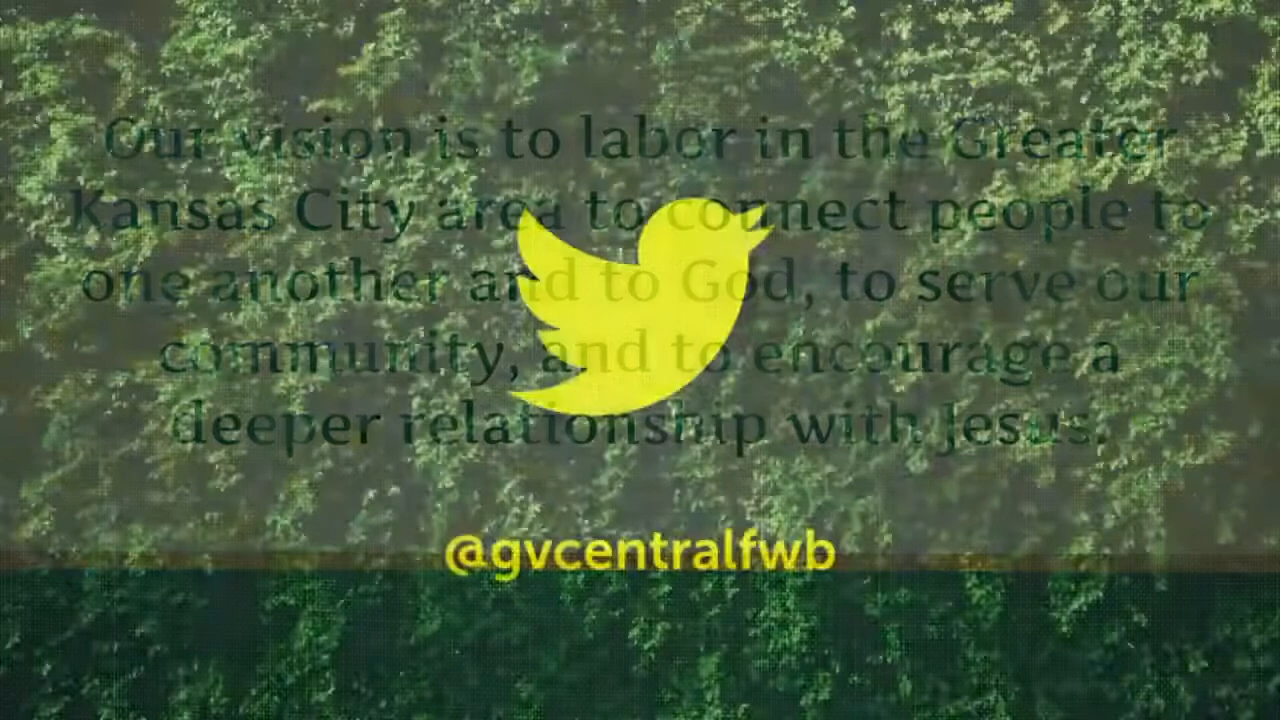 Our vision is to labor in the Greater
Kansas City area to connect people to
one another and to God, to serve our
community, and to encourage a
deeper relationship with Jesus.
@gvcentralfwb